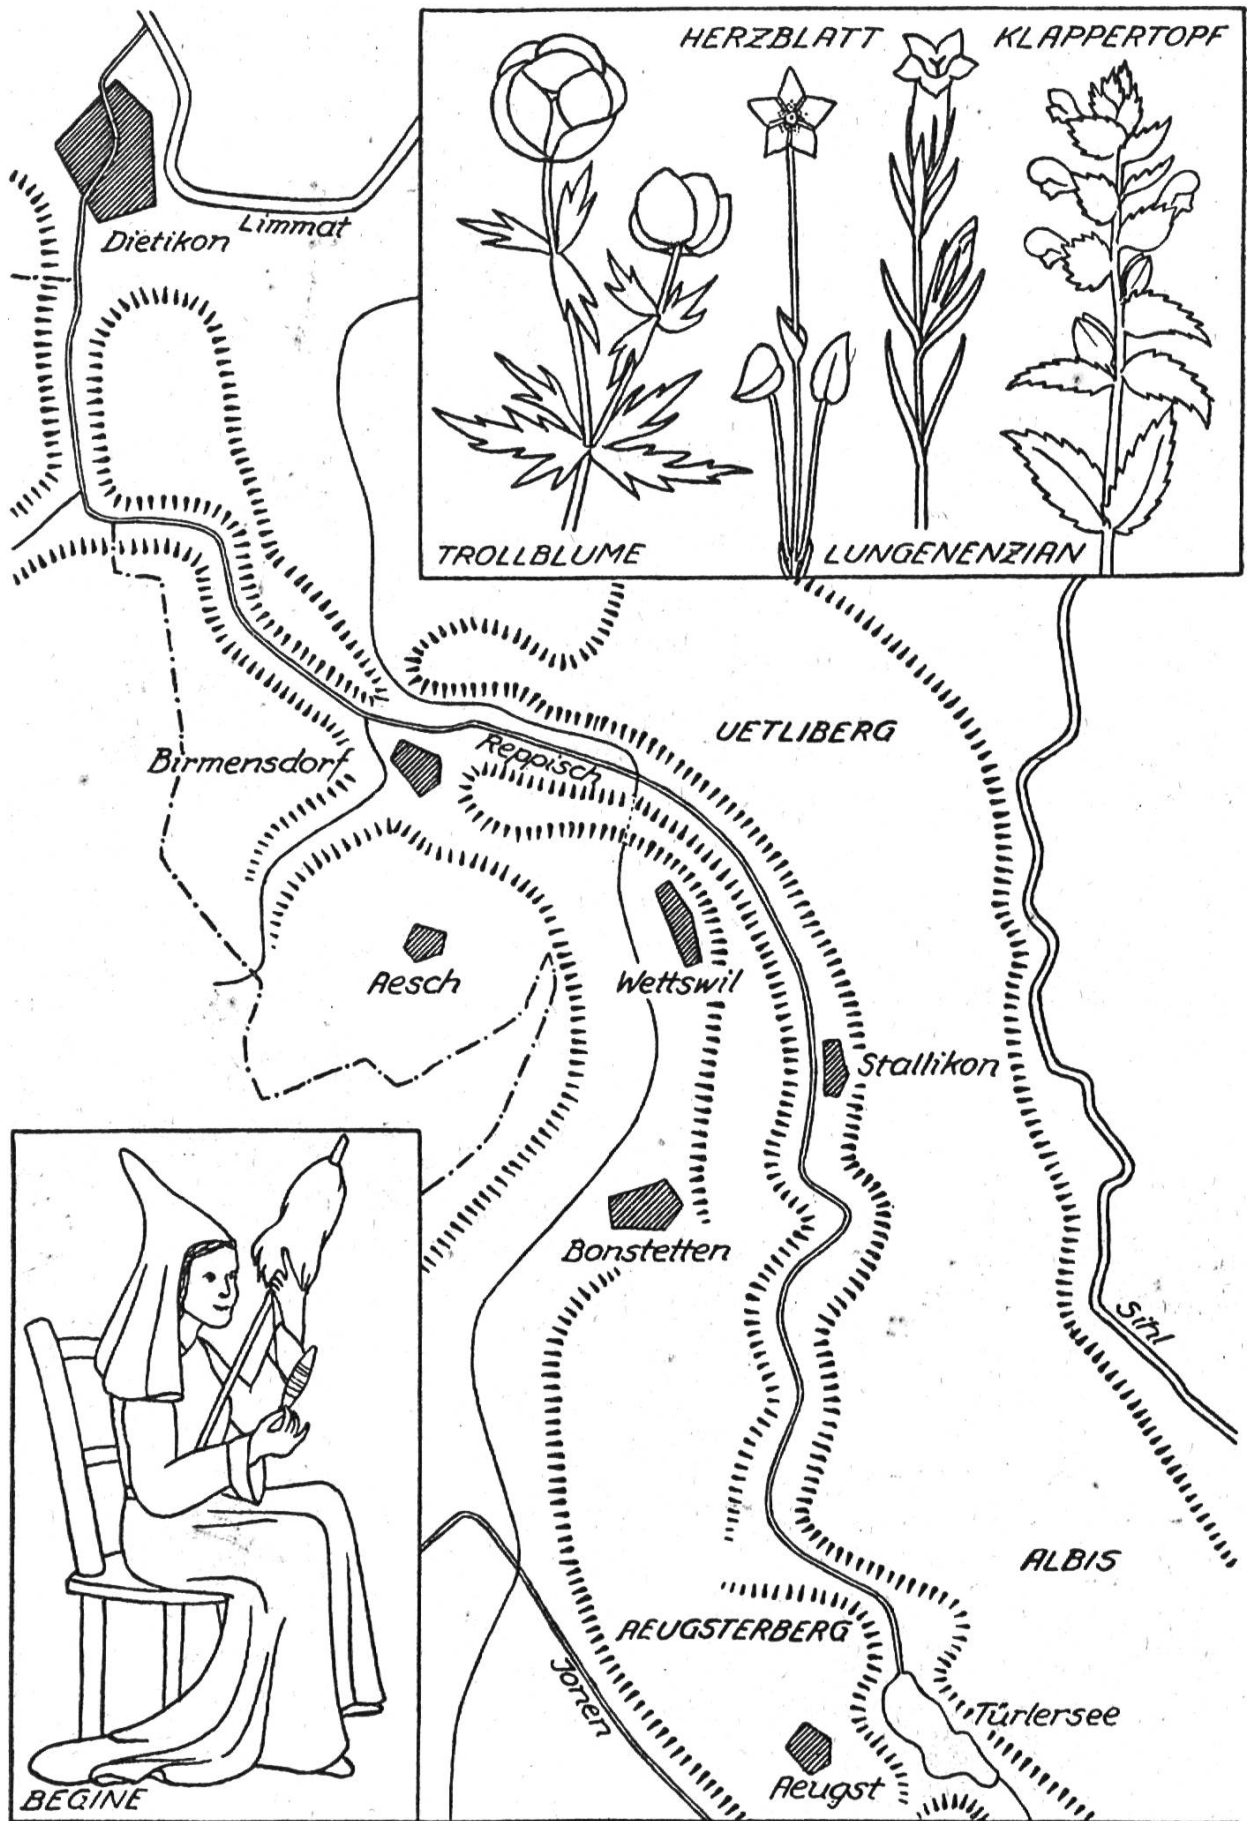 HERZBLATT
KLAPPERTOPF
TROLLBLUME
LUNGENENZIAN
Dietikon
Limmat
UETLIBERG
Birmensdorf
Reppisch
Aesch
Wettswil
Stallikon
Bonstetten
Sihl
ALBIS
AEUGSTERBERG
Jonen
Türlersee
Aeugst
BEGINE